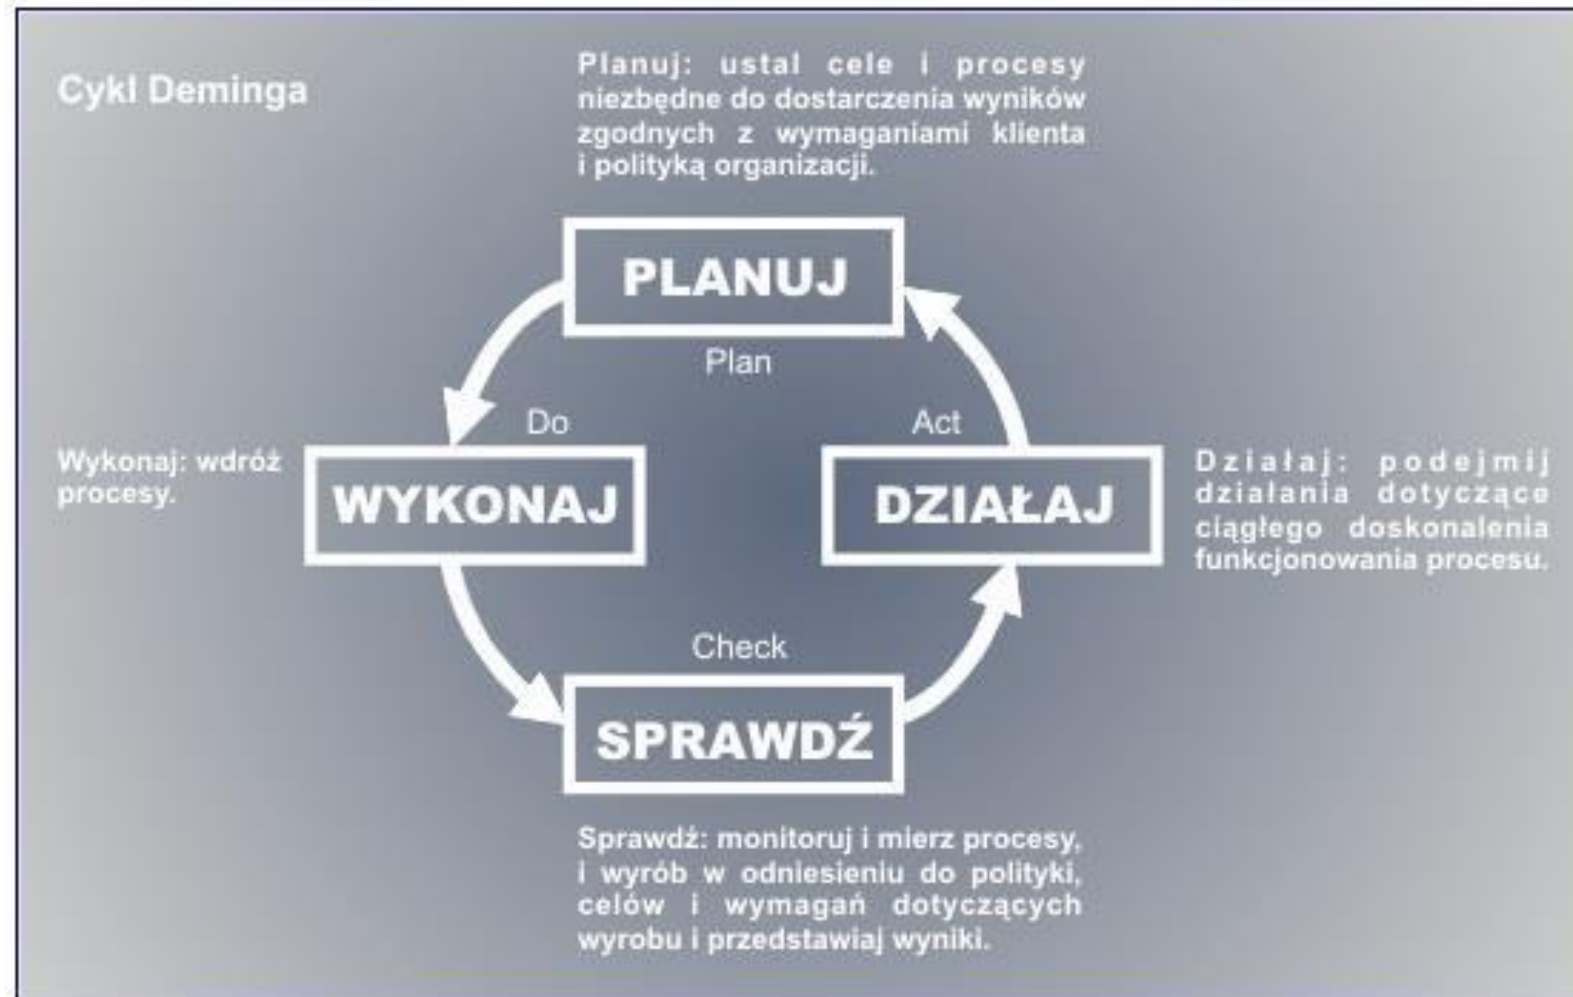 Cykl Deminga
Planuj: ustal cele i procesy
niezbędne do dostarczenia wyników
zgodnych z wymaganiami klienta
i polityką organizacji.
PLANUJ
Plan
Do
Act
Wykonaj: wdróż
procesy.
WYKONAJ
DZIAŁAJ
Działaj: podejmij
działania dotyczące
ciągłego doskonalenia
funkcjonowania procesu.
Check
SPRAWDŹ
Sprawdź: monitoruj i mierz procesy,
i wyrób w odniesieniu do polityki,
celów i wymagań dotyczących
wyrobu i przedstawiaj wyniki.